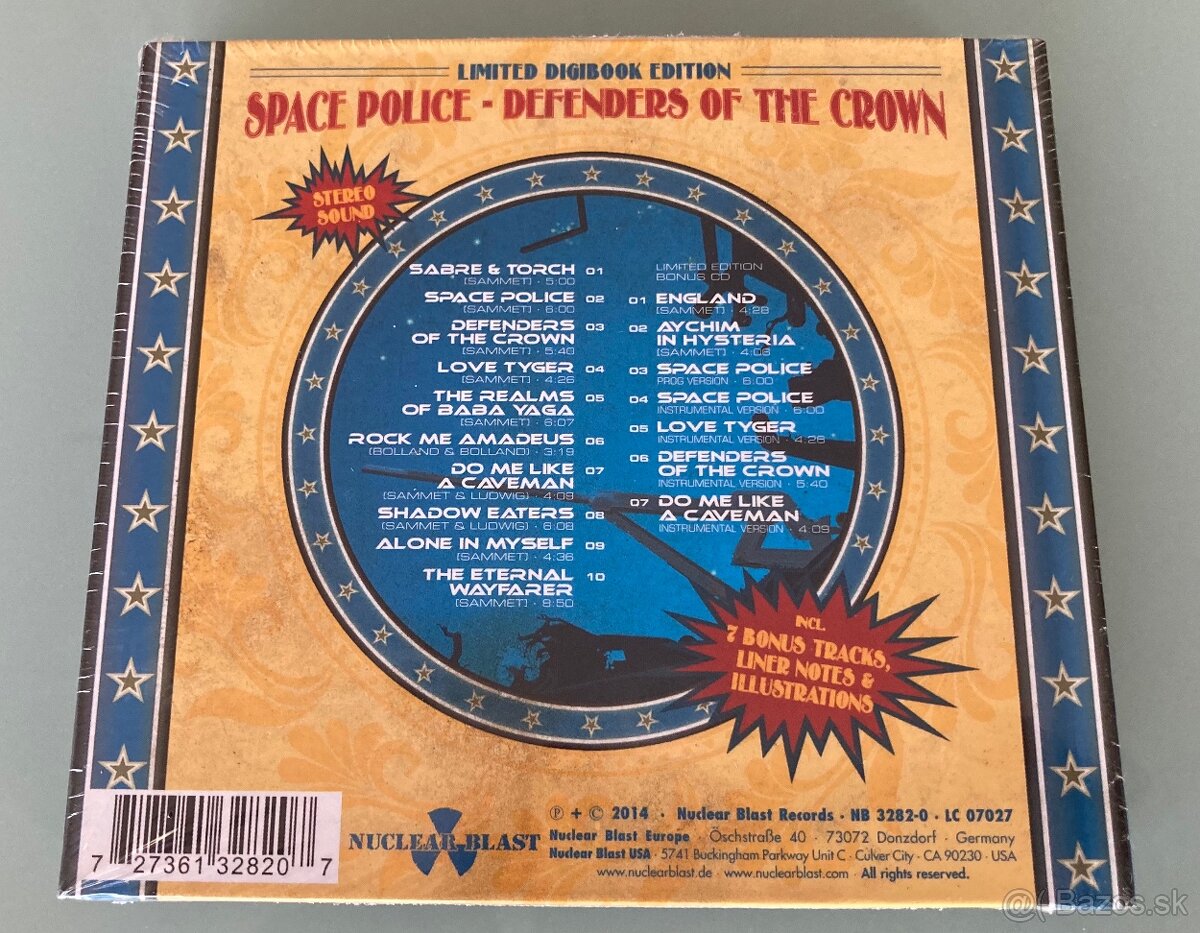 LIMITED DIGIBOOK EDITION
SPACE POLICE - DEFENDERS OF THE CROWN
STEREO
SOUND
SABRE & TORCH 01
(SAMMET) · 5:00
SPACE POLICE 02
(SAMMET) · 6:00
DEFENDERS 03
OF THE CROWN
(SAMMET) · 5:40
LOVE TYGER 04
(SAMMET) · 4:26
THE REALMS 05
OF BABA YAGA
(SAMMET) · 6:07
ROCK ME AMADEUS 06
(BOLLAND & BOLLAND) · 3:19
DO ME LIKE 07
A CAVEMAN
(SAMMET & LUDWIG) · 4:09
SHADOW EATERS 08
(SAMMET & LUDWIG) · 6:08
ALONE IN MYSELF 09
(SAMMET) · 4:36
THE ETERNAL 10
WAYFARER
(SAMMET) · 8:50
LIMITED EDITION
BONUS CD
01 ENGLAND
(SAMMET) · 4:28
02 AYCHIM
IN HYSTERIA
(SAMMET) · 4:06
03 SPACE POLICE
PROG VERSION · 6:00
04 SPACE POLICE
INSTRUMENTAL VERSION · 6:00
05 LOVE TYGER
INSTRUMENTAL VERSION · 4:26
06 DEFENDERS
OF THE CROWN
INSTRUMENTAL VERSION · 5:40
07 DO ME LIKE
A CAVEMAN
INSTRUMENTAL VERSION · 4:09
INCL.
7 BONUS TRACKS,
LINER NOTES &
ILLUSTRATIONS
7 27361 32820 7
NUCLEAR BLAST
℗ + © 2014 · Nuclear Blast Records · NB 3282-0 · LC 07027
Nuclear Blast Europe · Öschstraße 40 · 73072 Donzdorf · Germany
Nuclear Blast USA · 5741 Buckingham Parkway Unit C · Culver City · CA 90230 · USA
www.nuclearblast.de · www.nuclearblast.com · All rights reserved.
Bazos.sk